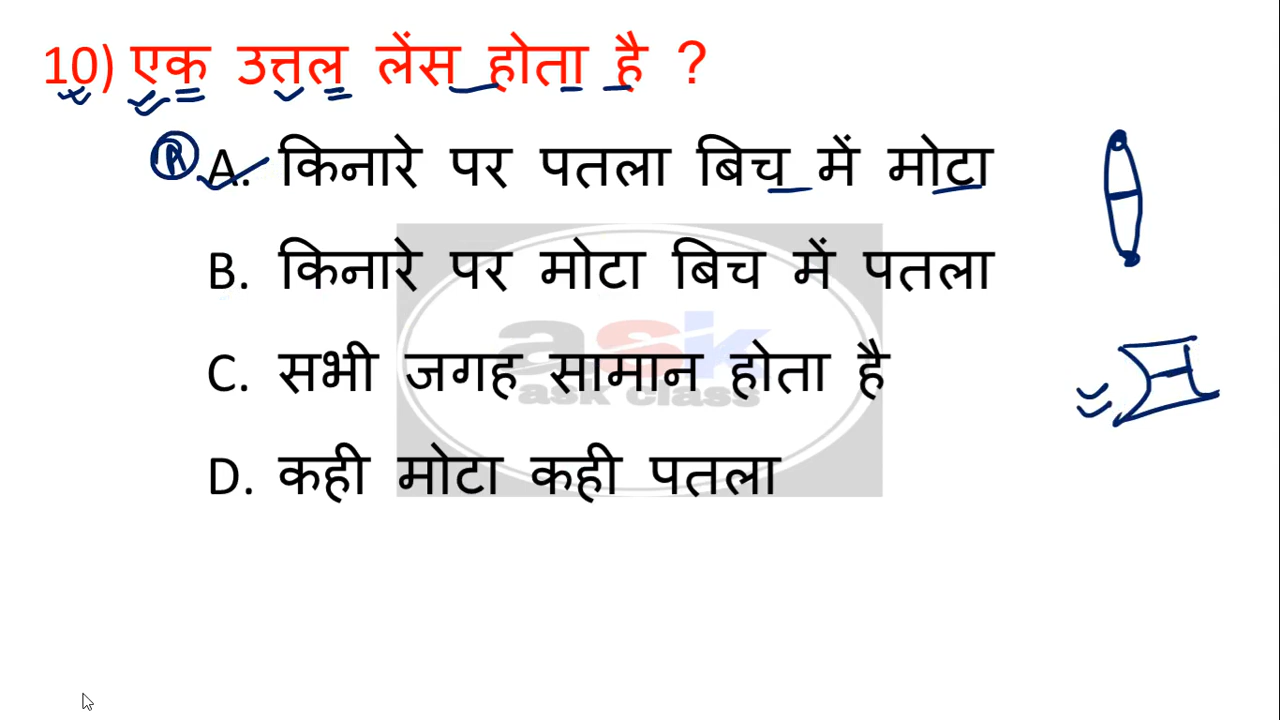 10) एक उत्तल लेंस होता है ?
A. किनारे पर पतला बिच में मोटा
B. किनारे पर मोटा बिच में पतला
ask
C. सभी जगह सामान होता है
ask class
D. कही मोटा कही पतला